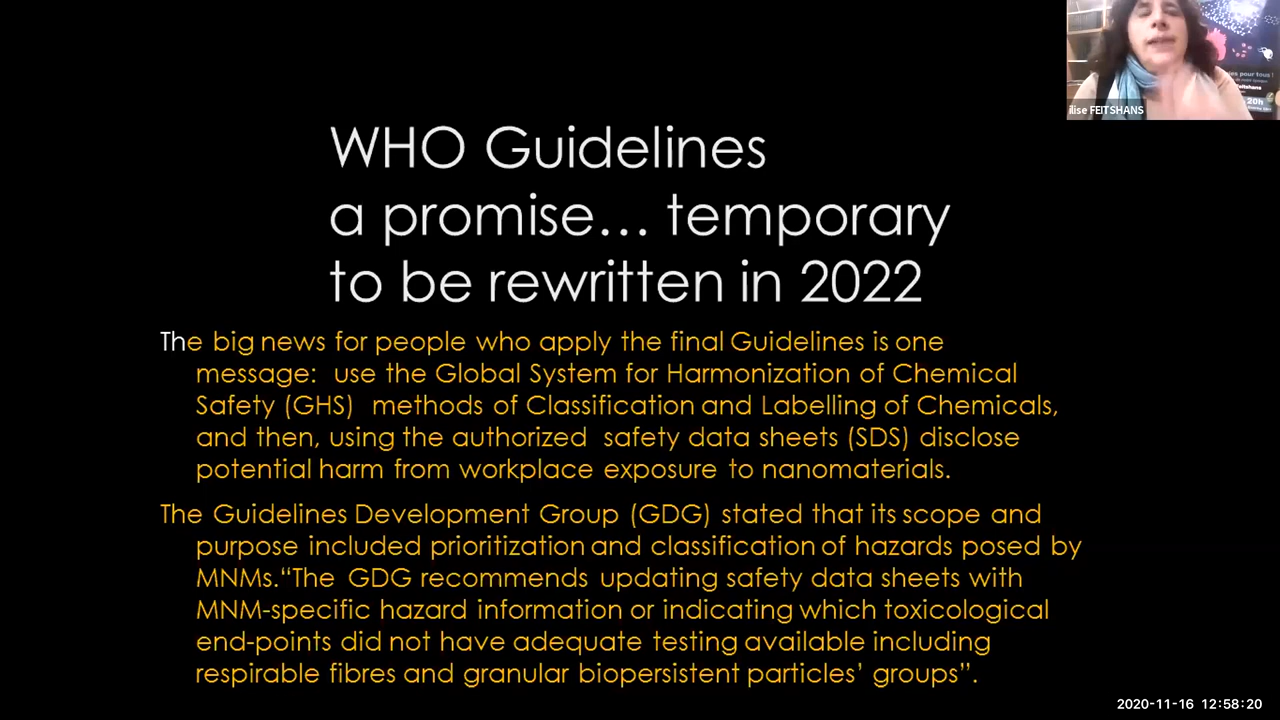 WHO Guidelines
a promise… temporary
to be rewritten in 2022
The big news for people who apply the final Guidelines is one
message: use the Global System for Harmonization of Chemical
Safety (GHS) methods of Classification and Labelling of Chemicals,
and then, using the authorized safety data sheets (SDS) disclose
potential harm from workplace exposure to nanomaterials.
The Guidelines Development Group (GDG) stated that its scope and
purpose included prioritization and classification of hazards posed by
MNMs.“The GDG recommends updating safety data sheets with
MNM-specific hazard information or indicating which toxicological
end-points did not have adequate testing available including
respirable fibres and granular biopersistent particles’ groups”.
pour tous !
Feitshans
20h
ilise FEITSHANS
2020-11-16 12:58:20